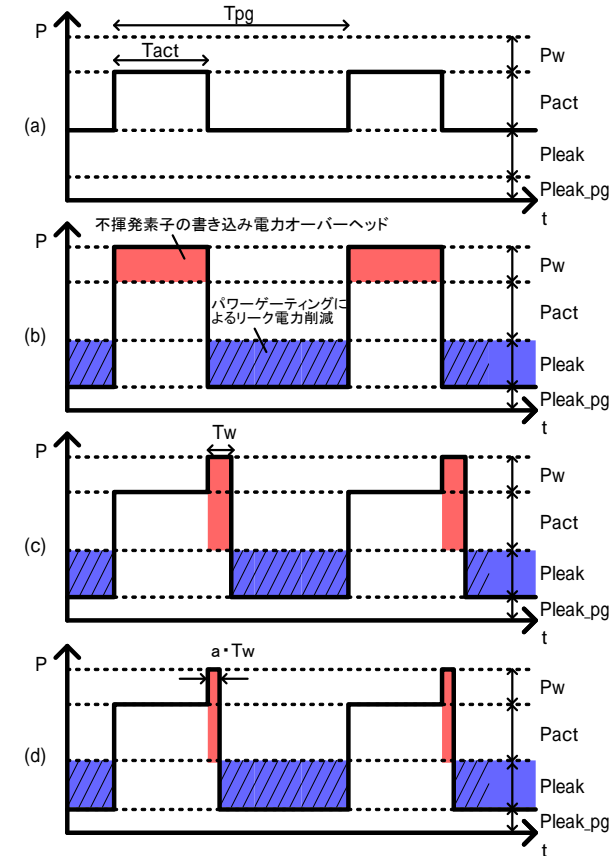 Tpg
P
Tact
Pw
Pact
(a)
Pleak
Pleak_pg
t
P
不揮発素子の書き込み電力オーバーヘッド
Pw
パワーゲーティングに
よるリーク電力削減
Pact
(b)
Pleak
Pleak_pg
t
Tw
P
Pw
Pact
(c)
Pleak
Pleak_pg
t
a・Tw
P
Pw
Pact
(d)
Pleak
Pleak_pg
t